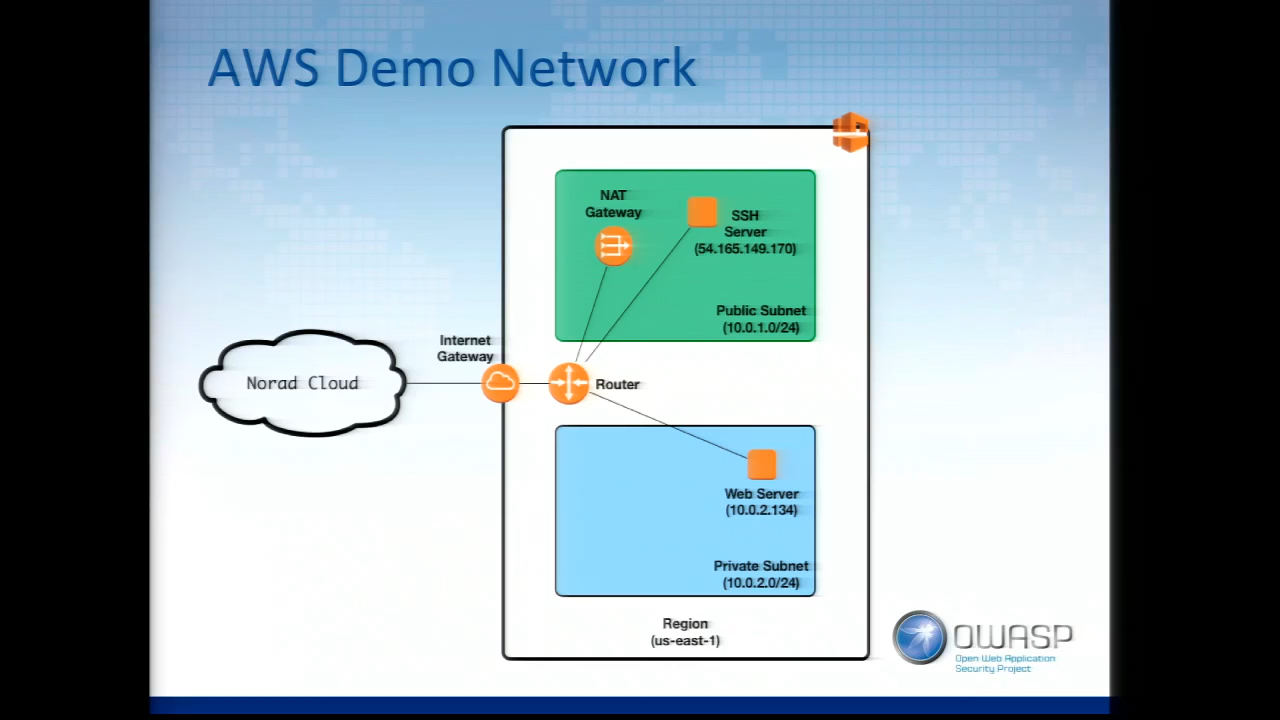 AWS Demo Network
NAT
Gateway
SSH
Server
(54.165.149.170)
Public Subnet
(10.0.1.0/24)
Internet
Gateway
Norad Cloud
Router
Web Server
(10.0.2.134)
Private Subnet
(10.0.2.0/24)
Region
(us-east-1)
OWASP
Open Web Application
Security Project